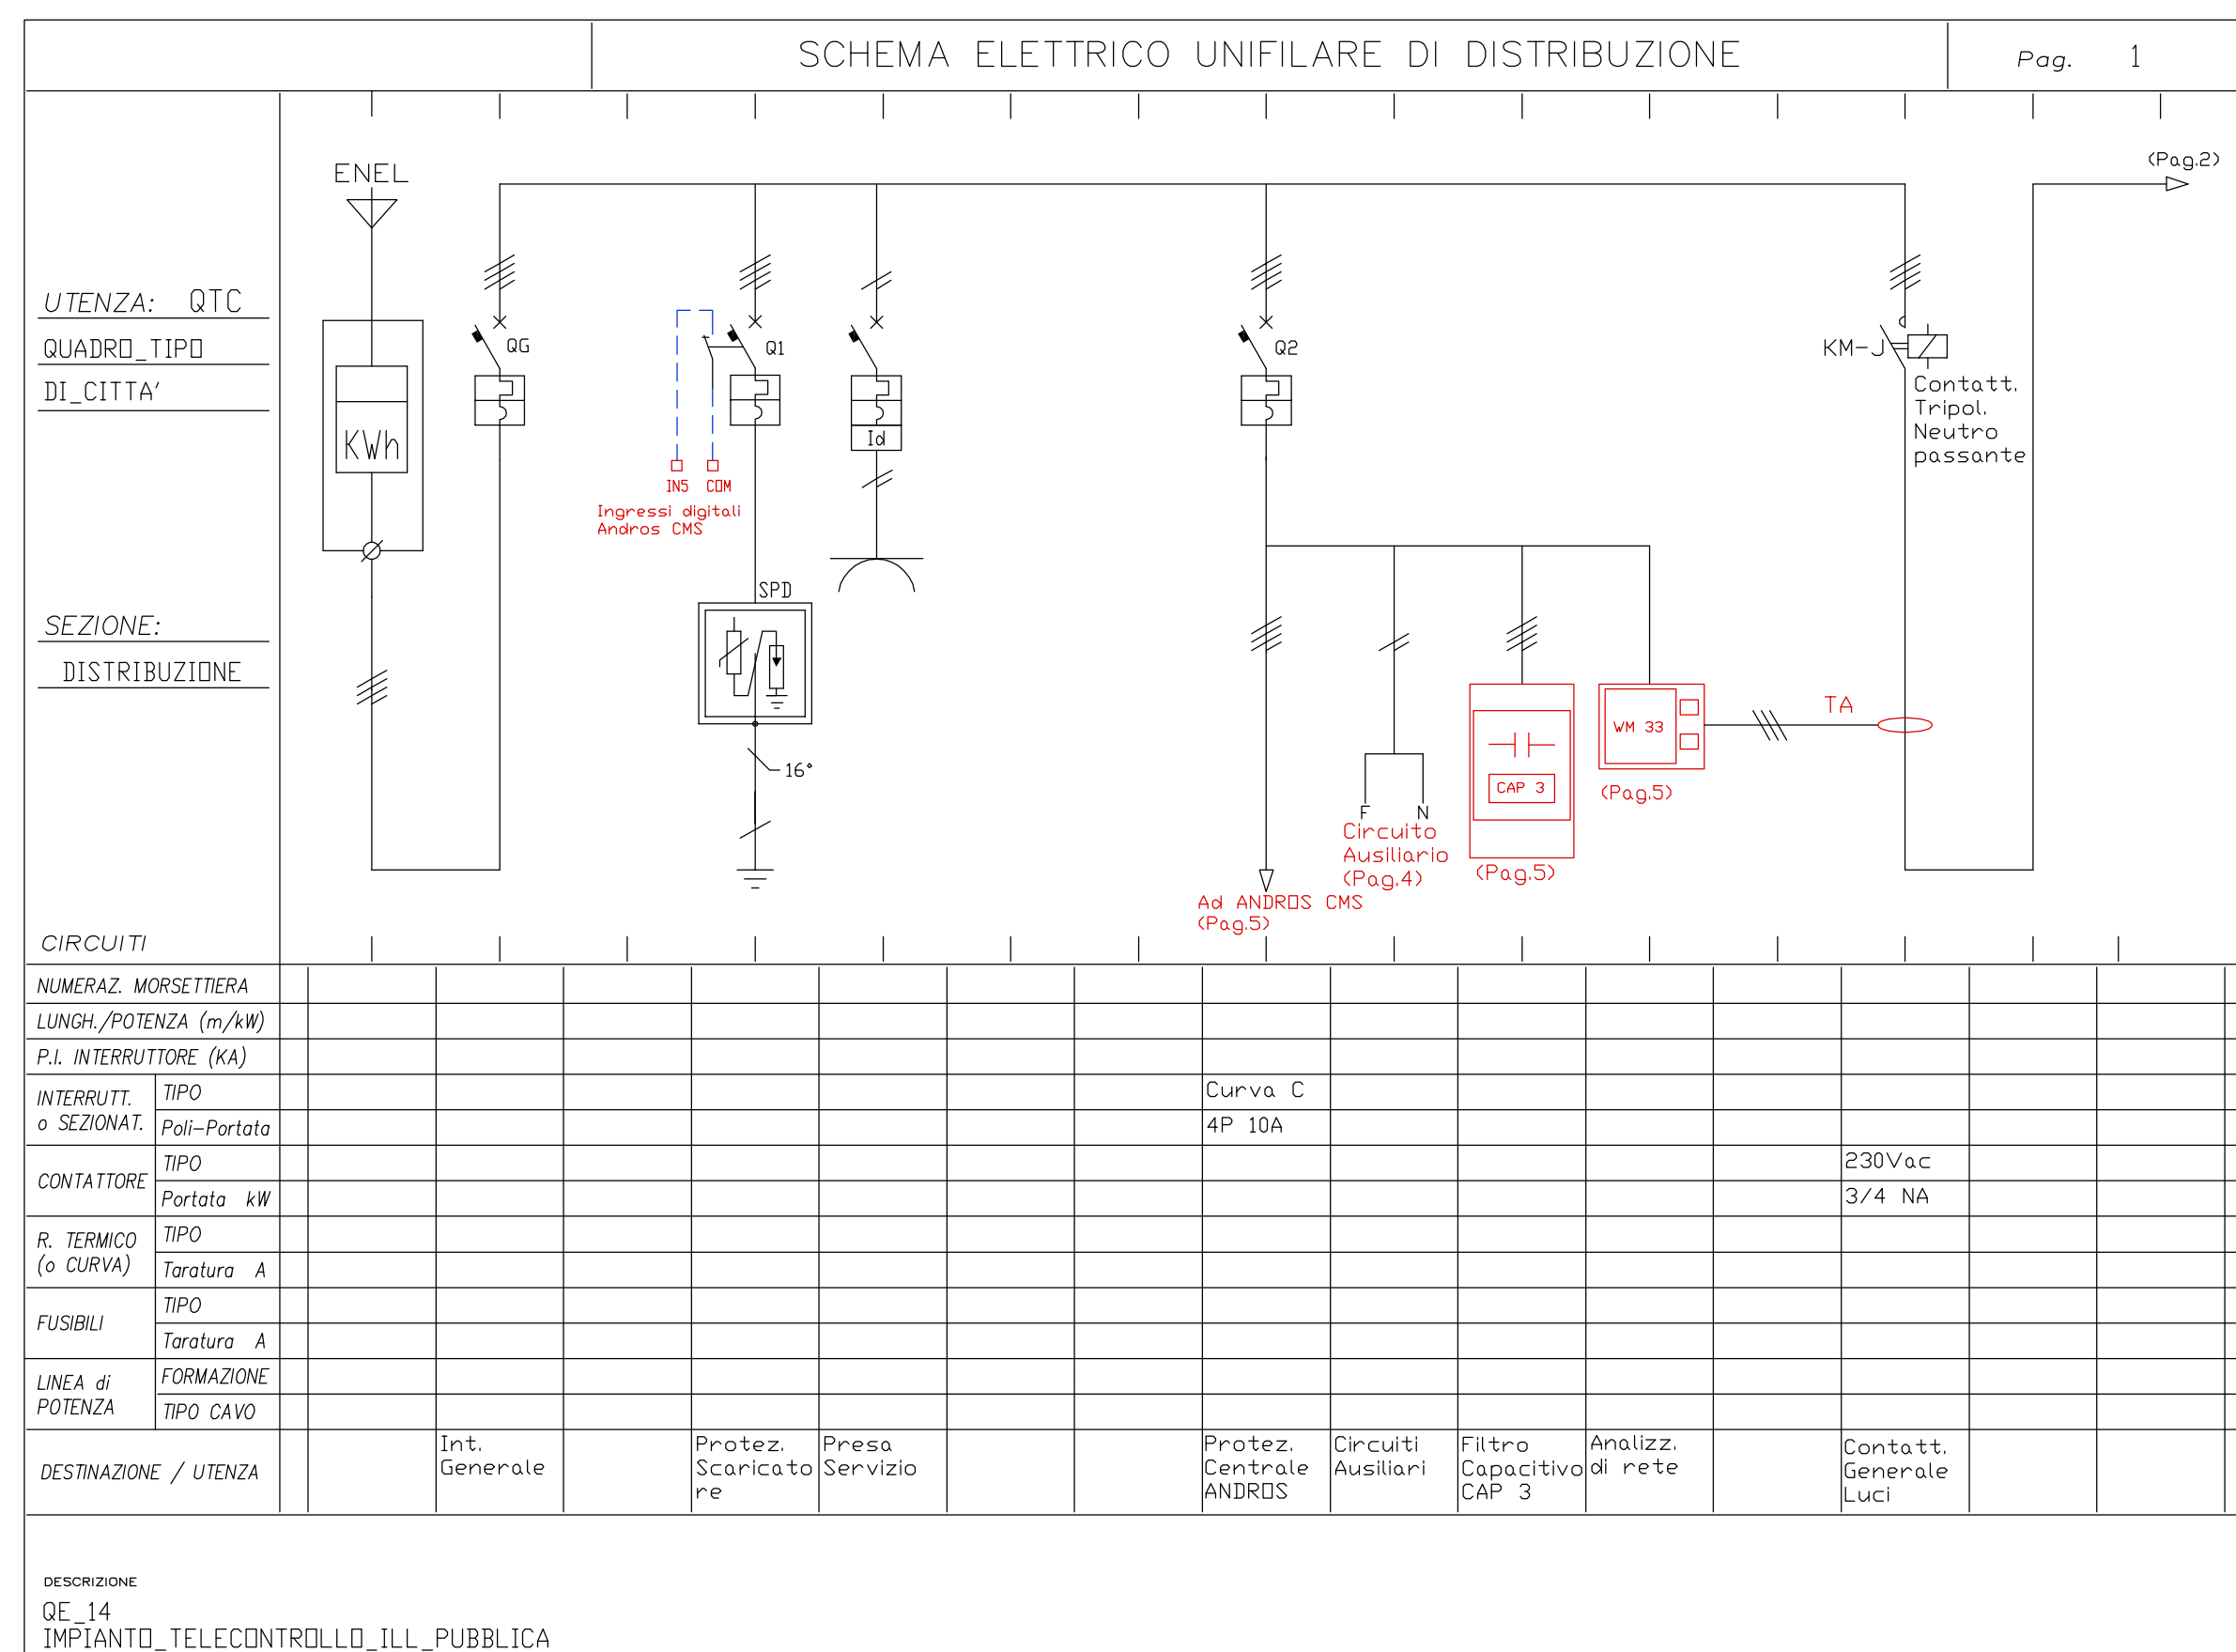 SCHEMA ELETTRICO UNIFILARE DI DISTRIBUZIONE
Pag. 1
(Pag.2)
ENEL
UTENZA: QTC
QUADRO_TIPO
DI_CITTA'
QG
Q1
Q2
KM-J
Contatt.
Tripol.
Neutro
passante
KWh
Id
IN5 COM
Ingressi digitali
Andros CMS
SPD
SEZIONE:
DISTRIBUZIONE
16°
WM 33
TA
CAP 3
(Pag.5)
F N
Circuito
Ausiliario
(Pag.4)
(Pag.5)
Ad ANDROS CMS
(Pag.5)
CIRCUITI
NUMERAZ. MORSETTIERA
LUNGH./POTENZA (m/kW)
P.I. INTERRUTTORE (KA)
INTERRUTT.
o SEZIONAT.
TIPO
Curva C
Poli-Portata
4P 10A
CONTATTORE
TIPO
230Vac
Portata kW
3/4 NA
R. TERMICO
(o CURVA)
TIPO
Taratura A
FUSIBILI
TIPO
Taratura A
LINEA di
POTENZA
FORMAZIONE
TIPO CAVO
DESTINAZIONE / UTENZA
Int.
Generale
Protez.
Scaricato
re
Presa
Servizio
Protez.
Centrale
ANDROS
Circuiti
Ausiliari
Filtro
Capacitivo
CAP 3
Analizz.
di rete
Contatt.
Generale
Luci
DESCRIZIONE
QE_14
IMPIANTO_TELECONTROLLO_ILL_PUBBLICA